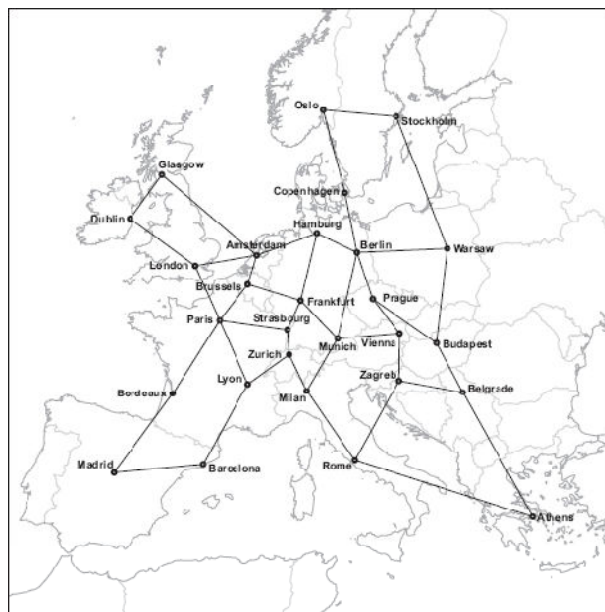 Oslo
Stockholm
Glasgow
Copenhagen
Dublin
Hamburg
Amsterdam
Berlin
Warsaw
London
Brussels
Frankfurt
Prague
Paris
Strasbourg
Munich
Vienna
Budapest
Zurich
Lyon
Zagreb
Bordeaux
Milan
Belgrade
Madrid
Barcelona
Rome
Athens